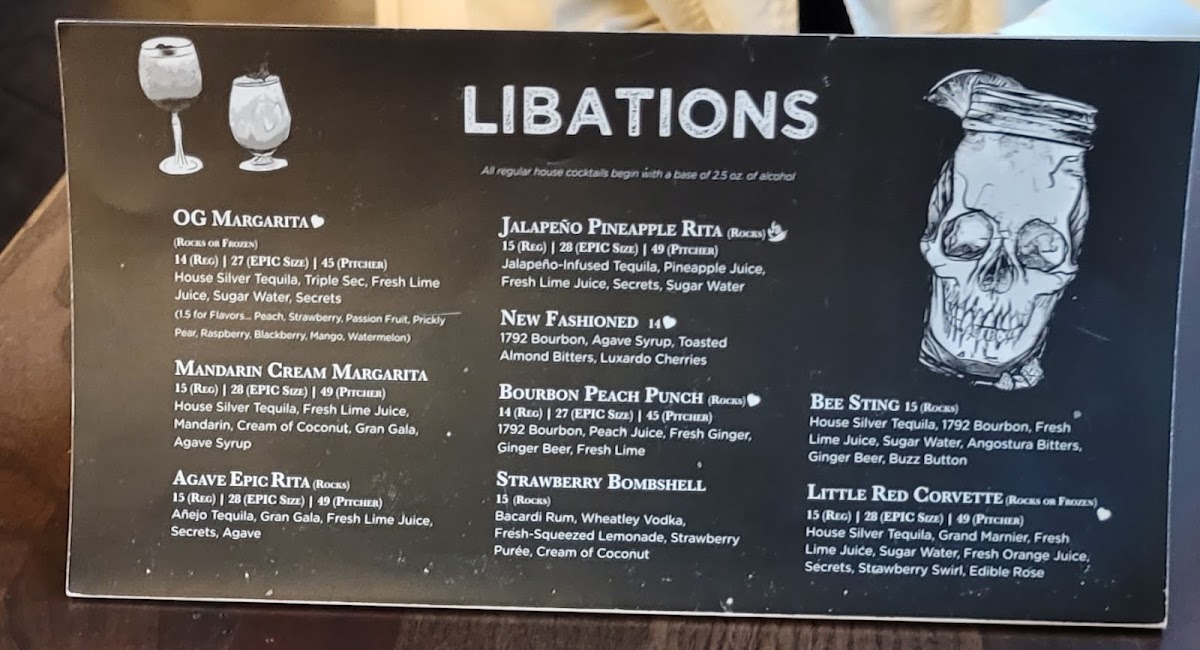 LIBATIONS
All regular house cocktails begin with a base of 2.5 oz. of alcohol
OG Margarita
(Rocks or Frozen)
14 (Reg) | 27 (EPIC Size) | 45 (Pitcher)
House Silver Tequila, Triple Sec, Fresh Lime
Juice, Sugar Water, Secrets
(1.5 for Flavors... Peach, Strawberry, Passion Fruit, Prickly
Pear, Raspberry, Blackberry, Mango, Watermelon)
Mandarin Cream Margarita
15 (Reg) | 28 (EPIC Size) | 49 (Pitcher)
House Silver Tequila, Fresh Lime Juice,
Mandarin, Cream of Coconut, Gran Gala,
Agave Syrup
Agave Epic Rita (Rocks)
15 (Reg) | 28 (EPIC Size) | 49 (Pitcher)
Añejo Tequila, Gran Gala, Fresh Lime Juice,
Secrets, Agave
Jalapeño Pineapple Rita (Rocks)
15 (Reg) | 28 (EPIC Size) | 49 (Pitcher)
Jalapeño-Infused Tequila, Pineapple Juice,
Fresh Lime Juice, Secrets, Sugar Water
New Fashioned 14
1792 Bourbon, Agave Syrup, Toasted
Almond Bitters, Luxardo Cherries
Bourbon Peach Punch (Rocks)
14 (Reg) | 27 (EPIC Size) | 45 (Pitcher)
1792 Bourbon, Peach Juice, Fresh Ginger,
Ginger Beer, Fresh Lime
Strawberry Bombshell
15 (Rocks)
Bacardi Rum, Wheatley Vodka,
Fresh-Squeezed Lemonade, Strawberry
Purée, Cream of Coconut
Bee Sting 15 (Rocks)
House Silver Tequila, 1792 Bourbon, Fresh
Lime Juice, Sugar Water, Angostura Bitters,
Ginger Beer, Buzz Button
Little Red Corvette (Rocks or Frozen)
15 (Reg) | 28 (EPIC Size) | 49 (Pitcher)
House Silver Tequila, Grand Marnier, Fresh
Lime Juice, Sugar Water, Fresh Orange Juice,
Secrets, Strawberry Swirl, Edible Rose